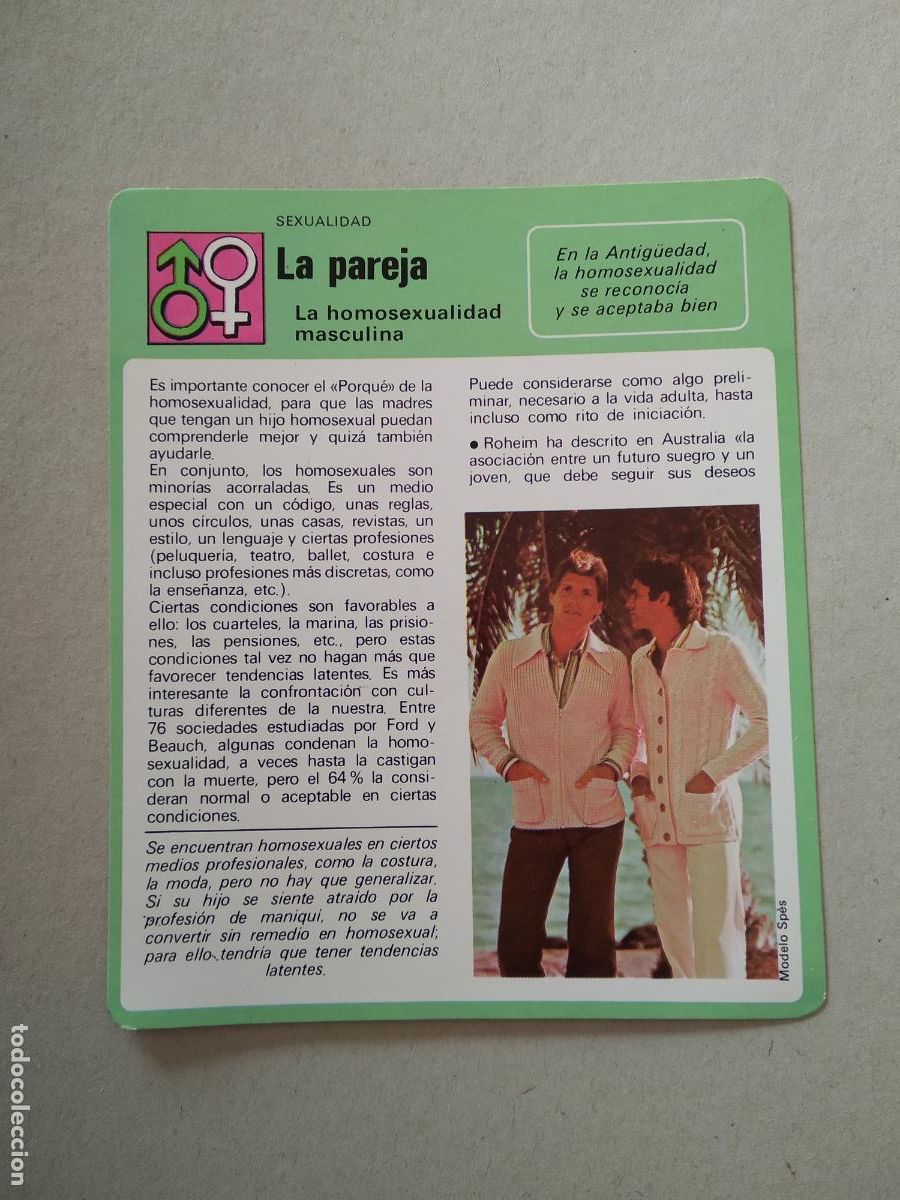 SEXUALIDAD
La pareja
La homosexualidad
masculina
En la Antigüedad,
la homosexualidad
se reconocía
y se aceptaba bien
Es importante conocer el «Porqué» de la
homosexualidad, para que las madres
que tengan un hijo homosexual puedan
comprenderle mejor y quizá también
ayudarle.
En conjunto, los homosexuales son
minorías acorraladas. Es un medio
especial con un código, unas reglas,
unos círculos, unas casas, revistas, un
estilo, un lenguaje y ciertas profesiones
(peluquería, teatro, ballet, costura e
incluso profesiones más discretas, como
la enseñanza, etc.).
Ciertas condiciones son favorables a
ello: los cuarteles, la marina, las prisio-
nes, las pensiones, etc., pero estas
condiciones tal vez no hagan más que
favorecer tendencias latentes. Es más
interesante la confrontación con cul-
turas diferentes de la nuestra. Entre
76 sociedades estudiadas por Ford y
Beauch, algunas condenan la homo-
sexualidad, a veces hasta la castigan
con la muerte, pero el 64 % la consi-
deran normal o aceptable en ciertas
condiciones.
Se encuentran homosexuales en ciertos
medios profesionales, como la costura,
la moda, pero no hay que generalizar.
Si su hijo se siente atraido por la
profesión de maniquí, no se va a
convertir sin remedio en homosexual;
para ello, tendría que tener tendencias
latentes.
Puede considerarse como algo preli-
minar, necesario a la vida adulta, hasta
incluso como rito de iniciación.
● Roheim ha descrito en Australia «la
asociación entre un futuro suegro y un
joven, que debe seguir sus deseos
Modelo Spès
todocoleccion